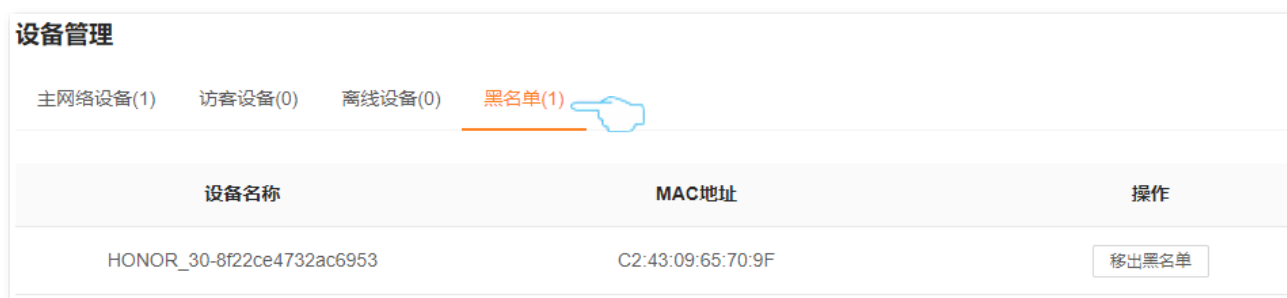 设备管理
主网络设备(1) 访客设备(0) 离线设备(0) 黑名单(1)
设备名称 MAC地址 操作
HONOR_30-8f22ce4732ac6953 C2:43:09:65:70:9F 移出黑名单